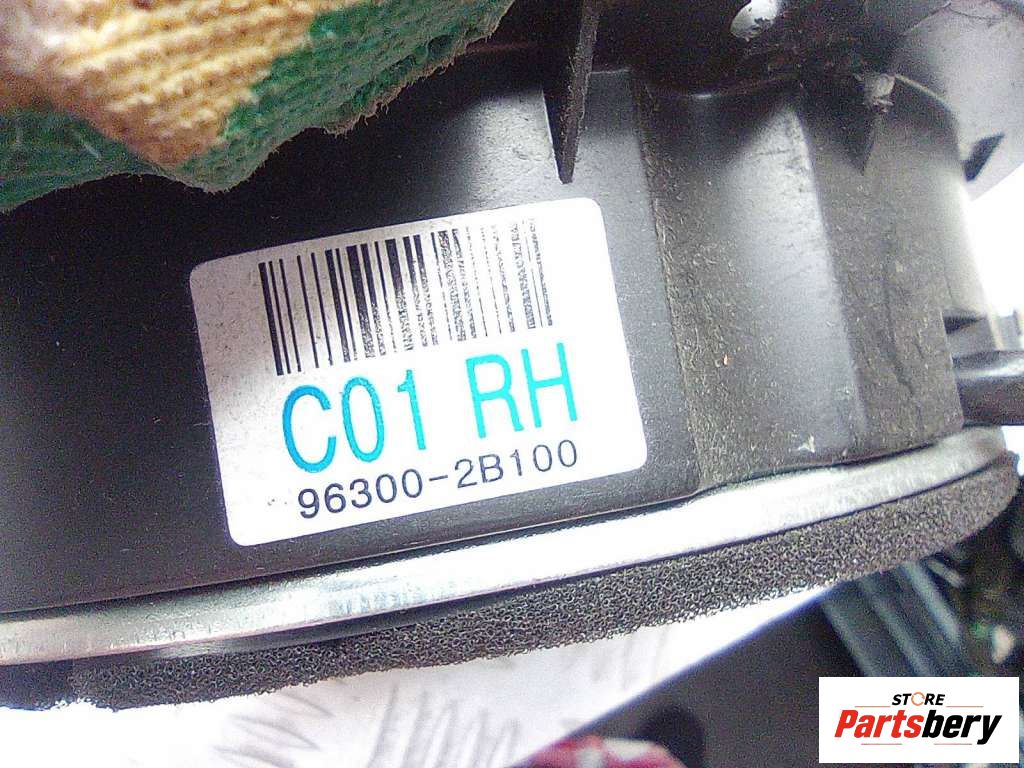 C01 RH
96300-2B100
STORE
Partsbery